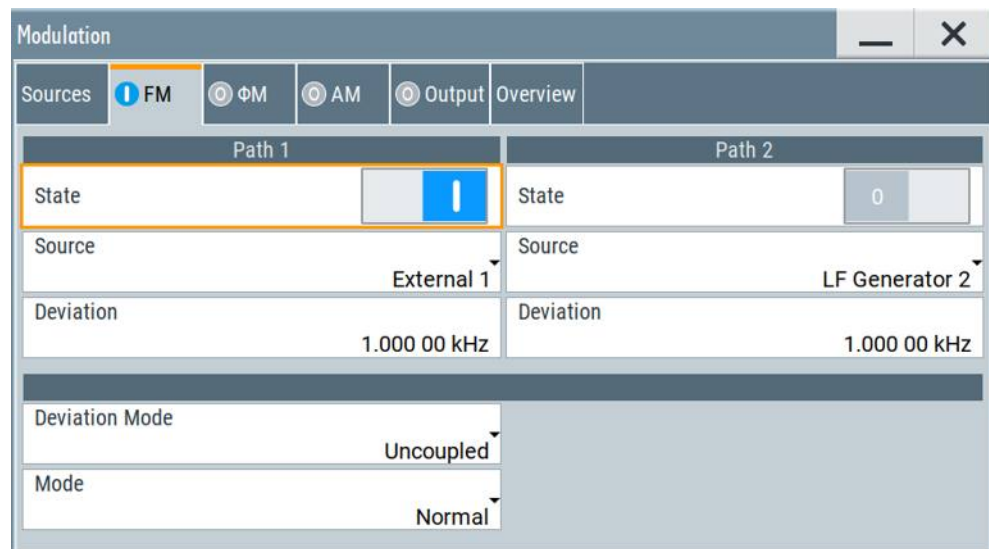 Modulation
Sources FM ΦM AM Output Overview
Path 1
State
Source
External 1
Deviation
1.000 00 kHz
Path 2
State 0
Source
LF Generator 2
Deviation
1.000 00 kHz
Deviation Mode
Uncoupled
Mode
Normal